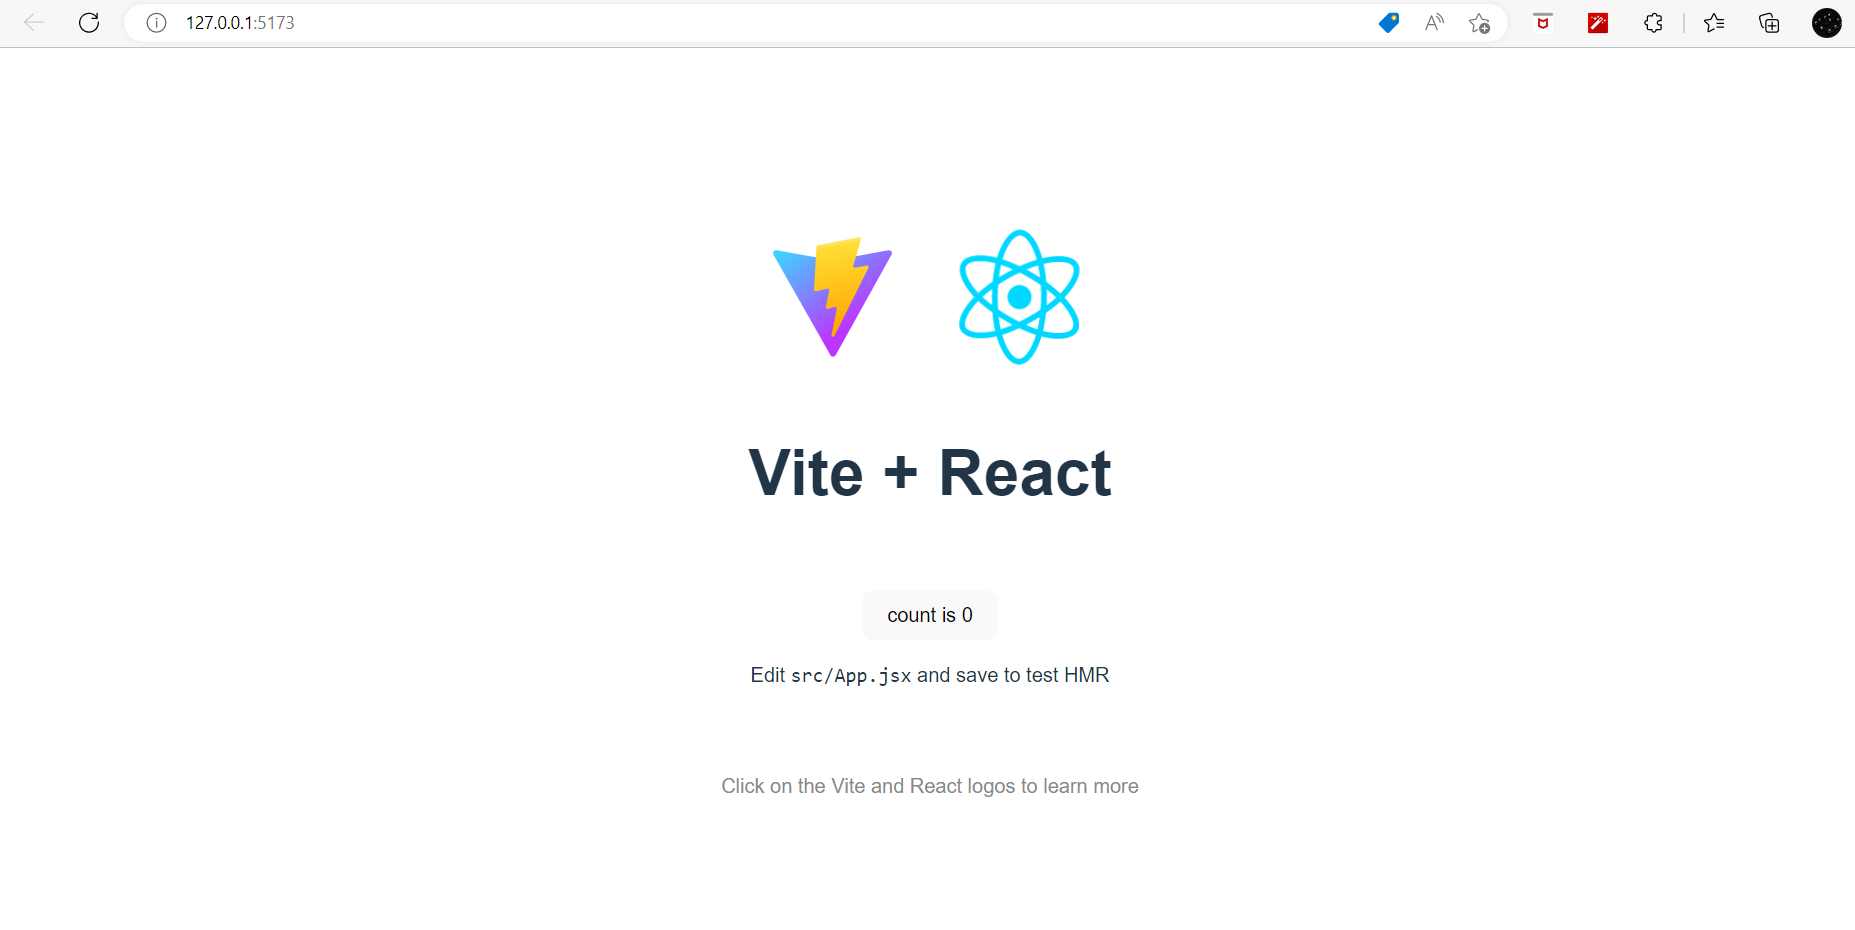 127.0.0.1:5173
Vite + React
count is 0
Edit src/App.jsx and save to test HMR
Click on the Vite and React logos to learn more